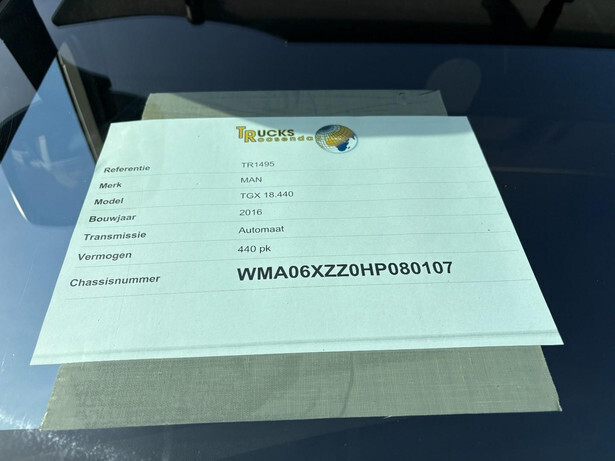 TRUCKS
Roosendaal
Referentie TR1495
Merk MAN
Model TGX 18.440
Bouwjaar 2016
Transmissie Automaat
Vermogen 440 pk
Chassisnummer WMA06XZZ0HP080107